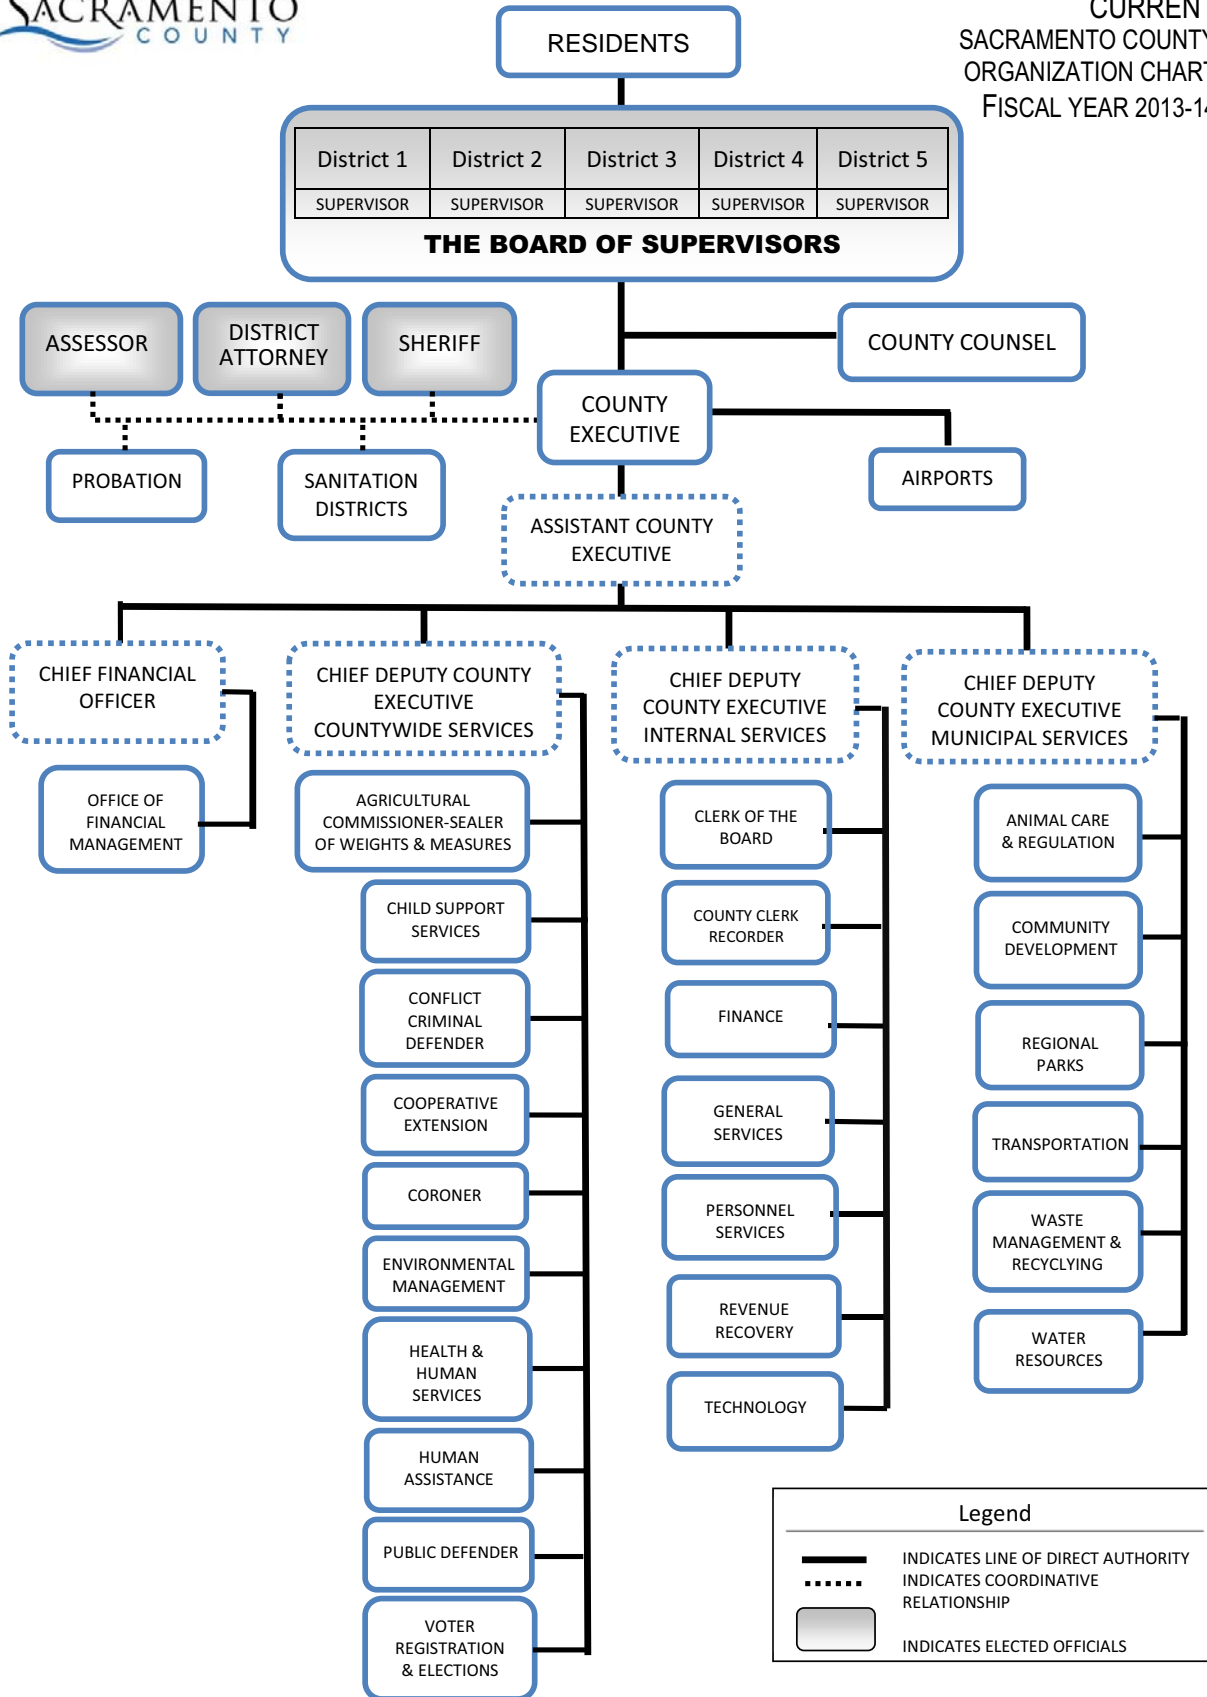 SACRAMENTO
COUNTY
CURREN
SACRAMENTO COUNTY
ORGANIZATION CHART
FISCAL YEAR 2013-14
RESIDENTS
District 1 District 2 District 3 District 4 District 5
SUPERVISOR SUPERVISOR SUPERVISOR SUPERVISOR SUPERVISOR
THE BOARD OF SUPERVISORS
ASSESSOR
DISTRICT
ATTORNEY
SHERIFF
COUNTY COUNSEL
COUNTY
EXECUTIVE
PROBATION
SANITATION
DISTRICTS
AIRPORTS
ASSISTANT COUNTY
EXECUTIVE
CHIEF FINANCIAL
OFFICER
OFFICE OF
FINANCIAL
MANAGEMENT
CHIEF DEPUTY COUNTY
EXECUTIVE
COUNTYWIDE SERVICES
AGRICULTURAL
COMMISSIONER-SEALER
OF WEIGHTS & MEASURES
CHILD SUPPORT
SERVICES
CONFLICT
CRIMINAL
DEFENDER
COOPERATIVE
EXTENSION
CORONER
ENVIRONMENTAL
MANAGEMENT
HEALTH &
HUMAN
SERVICES
HUMAN
ASSISTANCE
PUBLIC DEFENDER
VOTER
REGISTRATION
& ELECTIONS
CHIEF DEPUTY
COUNTY EXECUTIVE
INTERNAL SERVICES
CLERK OF THE
BOARD
COUNTY CLERK
RECORDER
FINANCE
GENERAL
SERVICES
PERSONNEL
SERVICES
REVENUE
RECOVERY
TECHNOLOGY
CHIEF DEPUTY
COUNTY EXECUTIVE
MUNICIPAL SERVICES
ANIMAL CARE
& REGULATION
COMMUNITY
DEVELOPMENT
REGIONAL
PARKS
TRANSPORTATION
WASTE
MANAGEMENT &
RECYCLYING
WATER
RESOURCES
Legend
INDICATES LINE OF DIRECT AUTHORITY
INDICATES COORDINATIVE
RELATIONSHIP
INDICATES ELECTED OFFICIALS